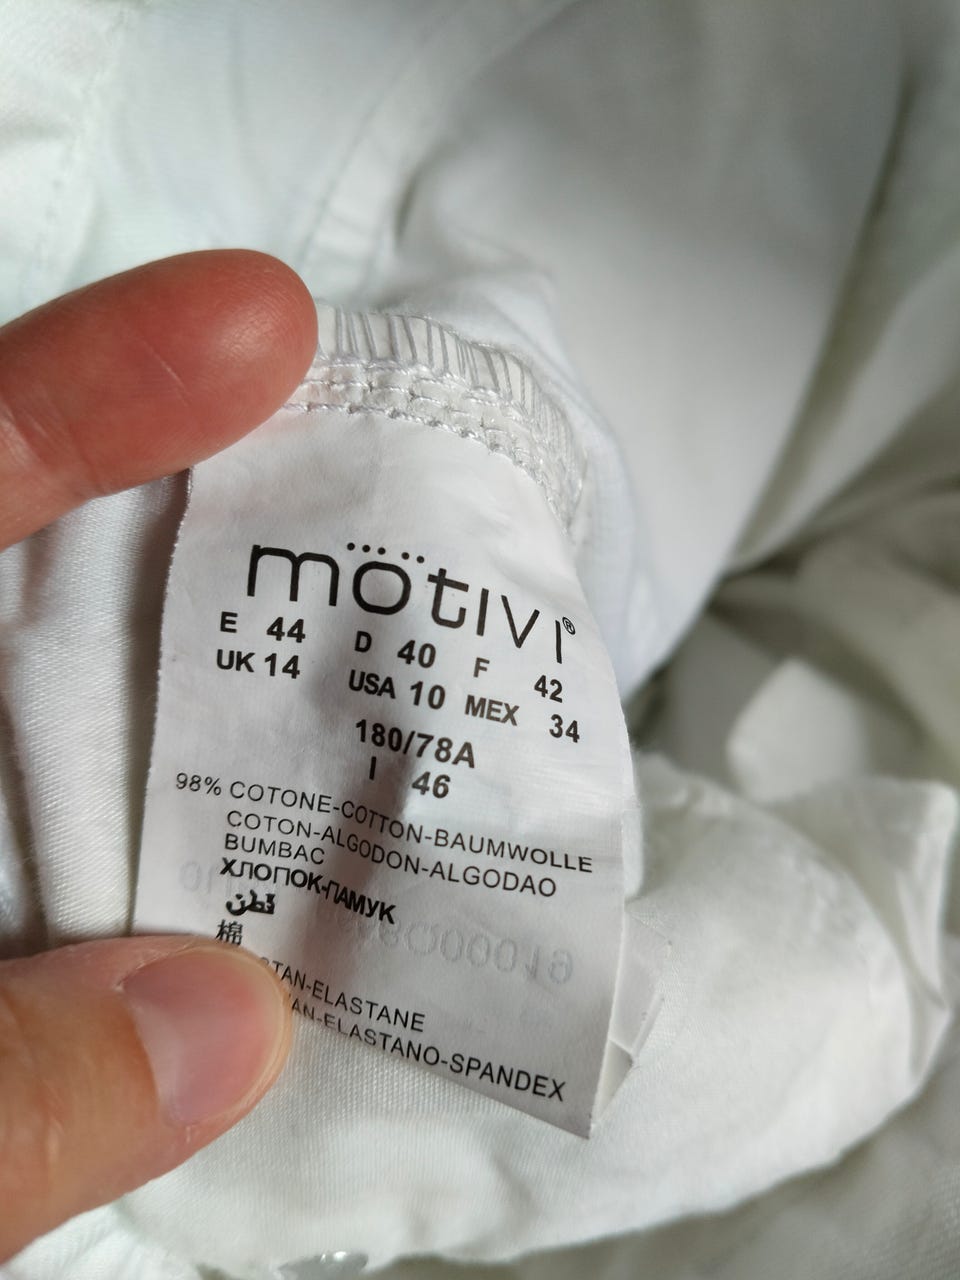 mötivi®
E 44 D 40 F 42
UK 14 USA 10 MEX 34
180/78A
I 46
98% COTONE-COTTON-BAUMWOLLE
COTON-ALGODON-ALGODAO
BUMBAC
ХЛОПОК-ПАМУК
قطن
棉
-ELASTANE
-ELASTANO-SPANDEX